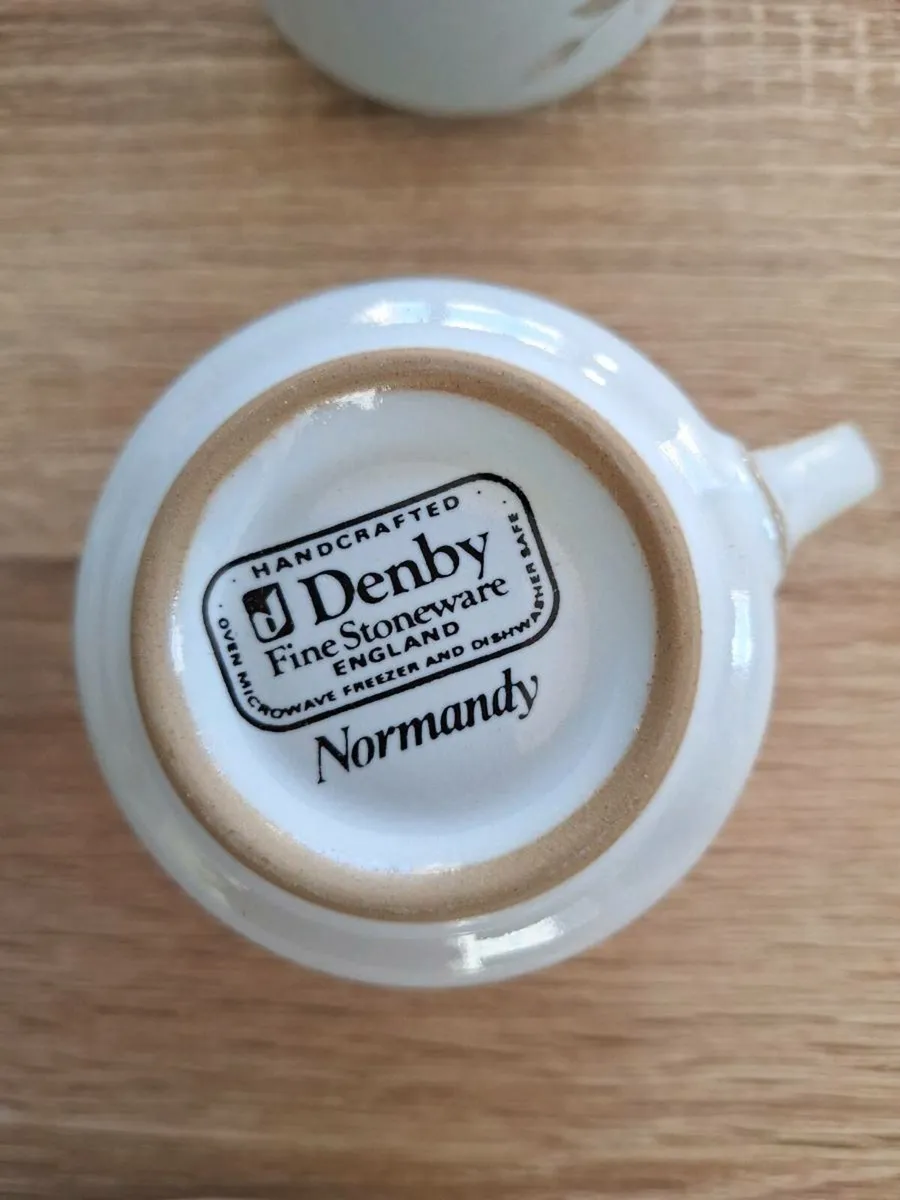 HANDCRAFTED
Denby
Fine Stoneware
ENGLAND
OVEN MICROWAVE FREEZER AND DISHWASHER SAFE
Normandy